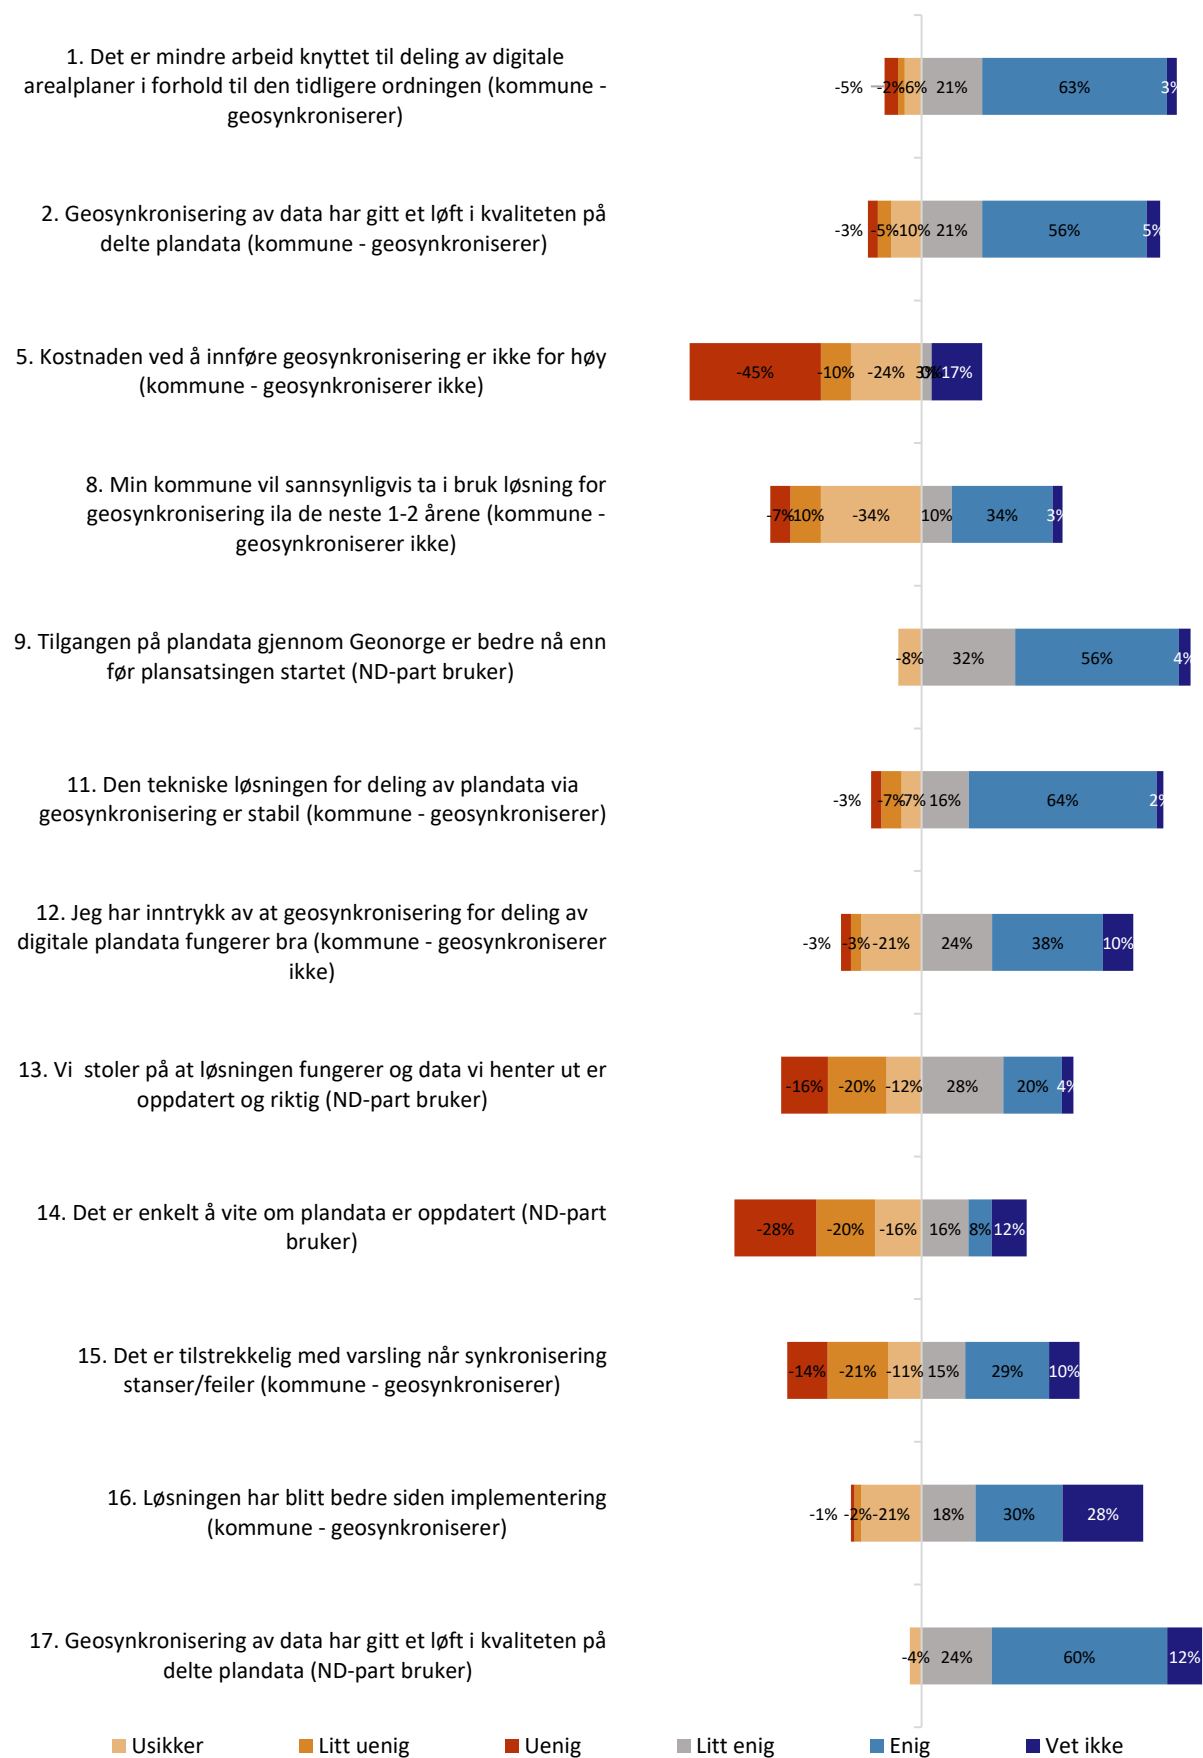 1. Det er mindre arbeid knyttet til deling av digitale
arealplaner i forhold til den tidligere ordningen (kommune -
geosynkroniserer)
-5% -2% -6% 21% 63% 3%
2. Geosynkronisering av data har gitt et løft i kvaliteten på
delte plandata (kommune - geosynkroniserer)
-3% -5% -10% 21% 56% 5%
5. Kostnaden ved å innføre geosynkronisering er ikke for høy
(kommune - geosynkroniserer ikke)
-45% -10% -24% 3% 0% 17%
8. Min kommune vil sannsynligvis ta i bruk løsning for
geosynkronisering ila de neste 1-2 årene (kommune -
geosynkroniserer ikke)
-7% -10% -34% 10% 34% 3%
9. Tilgangen på plandata gjennom Geonorge er bedre nå enn
før plansatsingen startet (ND-part bruker)
-8% 32% 56% 4%
11. Den tekniske løsningen for deling av plandata via
geosynkronisering er stabil (kommune - geosynkroniserer)
-3% -7% -7% 16% 64% 2%
12. Jeg har inntrykk av at geosynkronisering for deling av
digitale plandata fungerer bra (kommune - geosynkroniserer
ikke)
-3% -3% -21% 24% 38% 10%
13. Vi stoler på at løsningen fungerer og data vi henter ut er
oppdatert og riktig (ND-part bruker)
-16% -20% -12% 28% 20% 4%
14. Det er enkelt å vite om plandata er oppdatert (ND-part
bruker)
-28% -20% -16% 16% 8% 12%
15. Det er tilstrekkelig med varsling når synkronisering
stanser/feiler (kommune - geosynkroniserer)
-14% -21% -11% 15% 29% 10%
16. Løsningen har blitt bedre siden implementering
(kommune - geosynkroniserer)
-1% -2% -21% 18% 30% 28%
17. Geosynkronisering av data har gitt et løft i kvaliteten på
delte plandata (ND-part bruker)
-4% 24% 60% 12%
Usikker Litt uenig Uenig Litt enig Enig Vet ikke